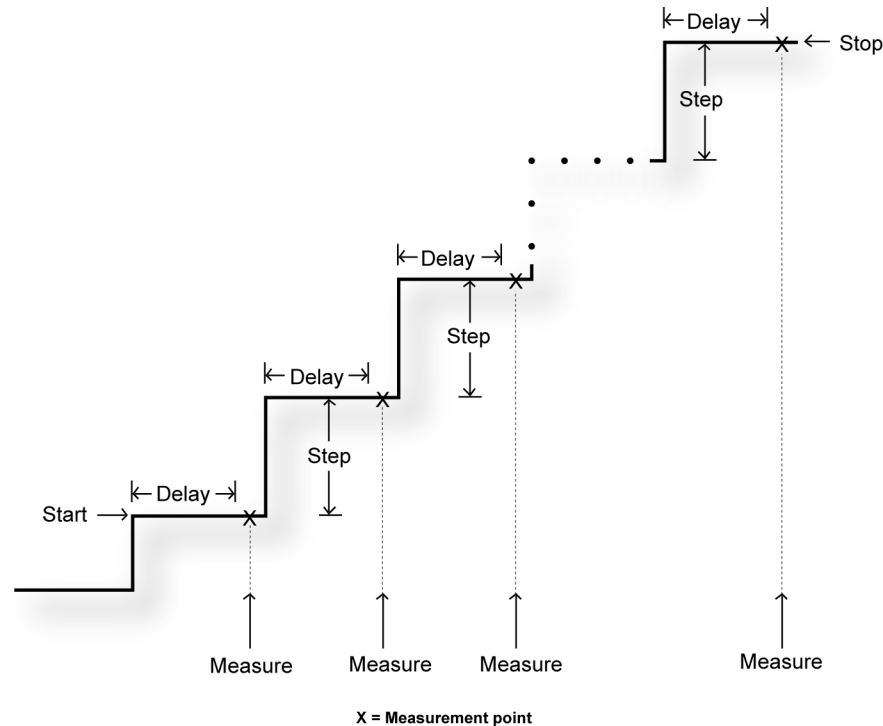 Delay
Stop
Step
Delay
Step
Delay
Step
Delay
Start
X
X
X
X
Measure
Measure
Measure
Measure
X = Measurement point